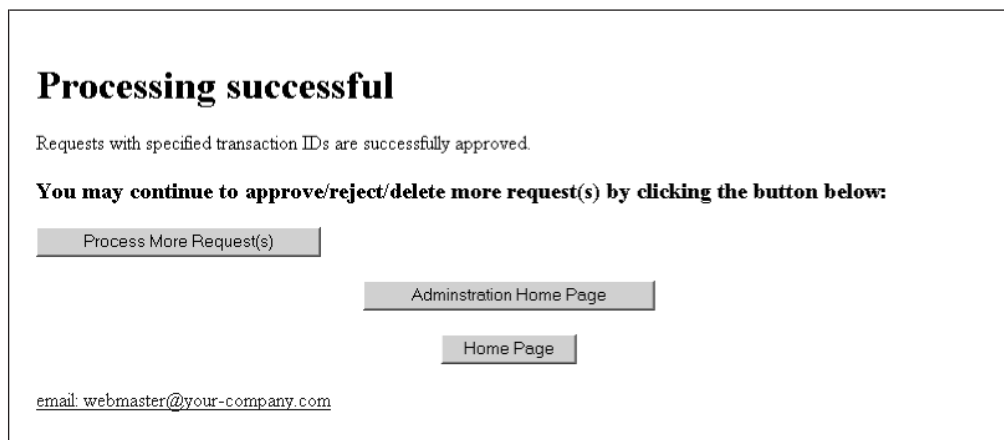 Processing successful
Requests with specified transaction IDs are successfully approved.
You may continue to approve/reject/delete more request(s) by clicking the button below:
Process More Request(s)
Adminstration Home Page
Home Page
email: webmaster@your-company.com